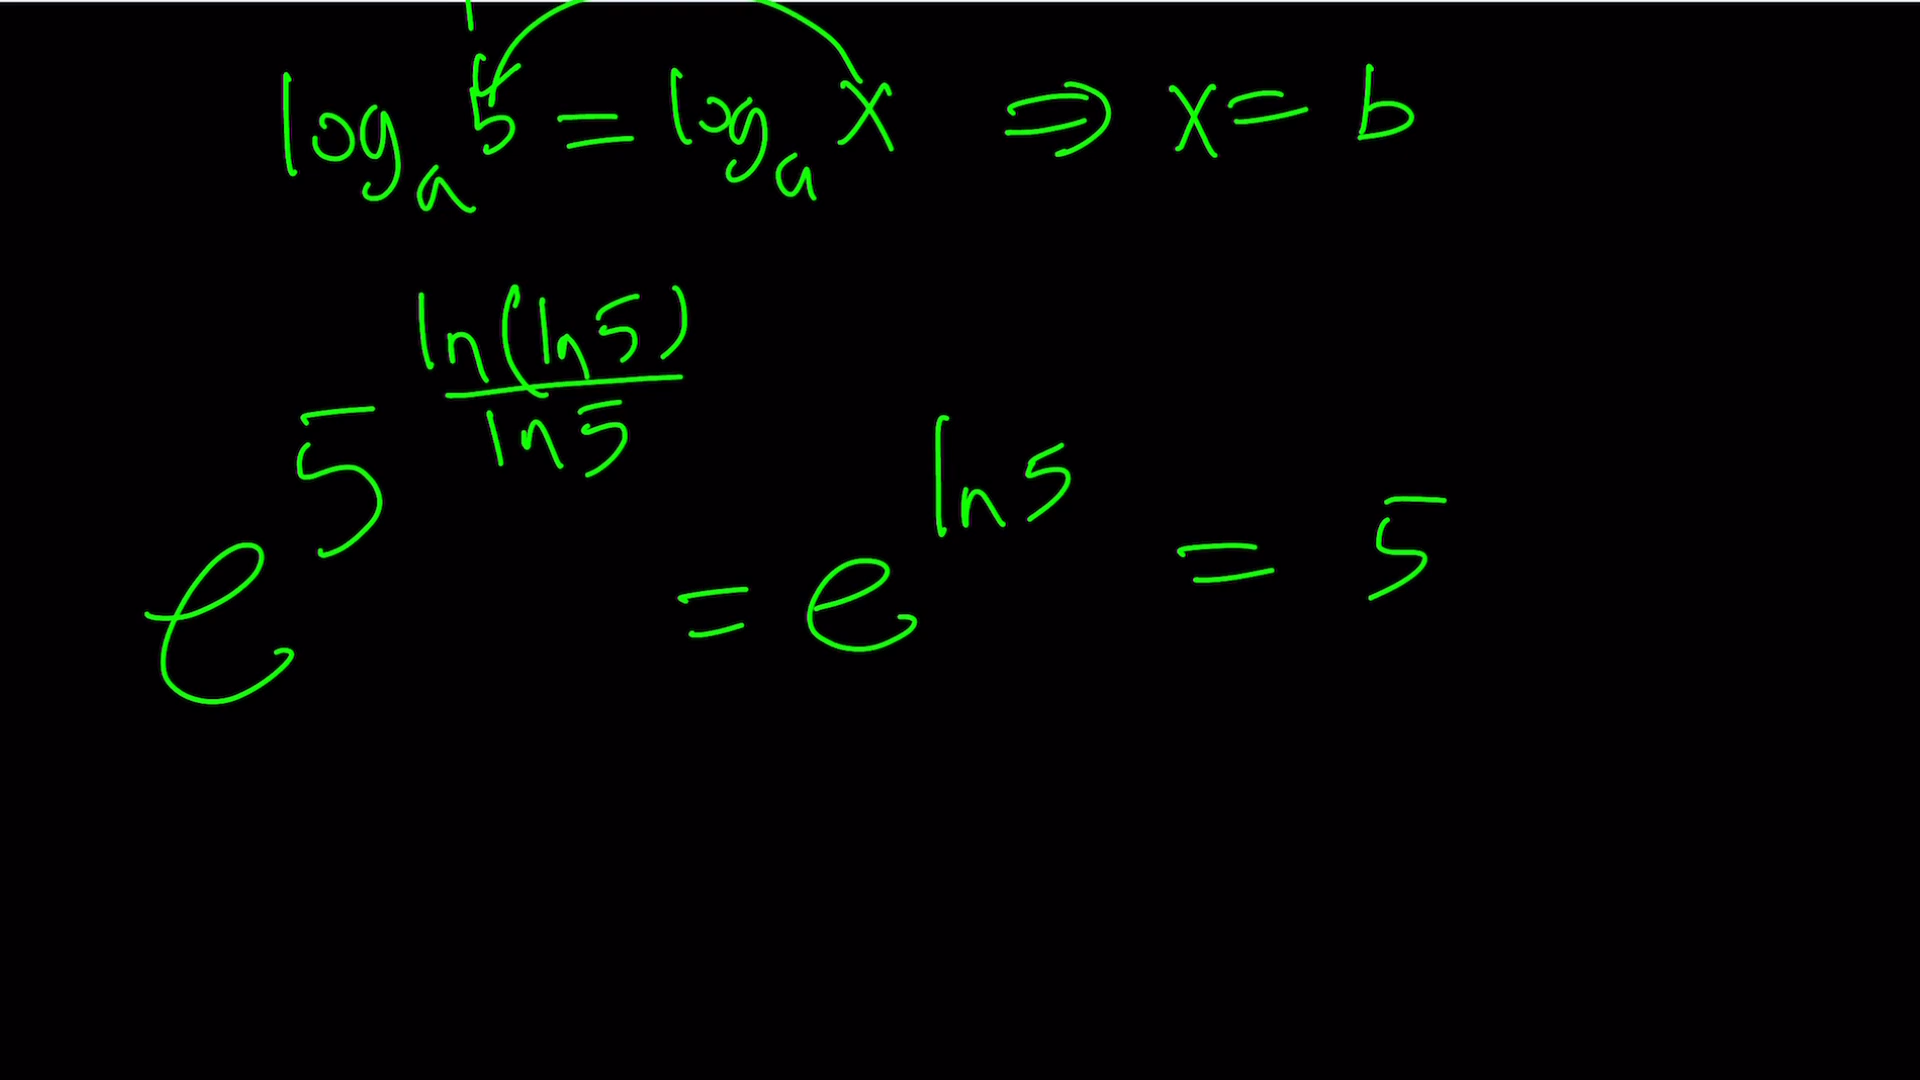 log_a b = log_a x ⇒ x = b
e^(5^(ln(ln5)/ln5)) = e^(ln5) = 5